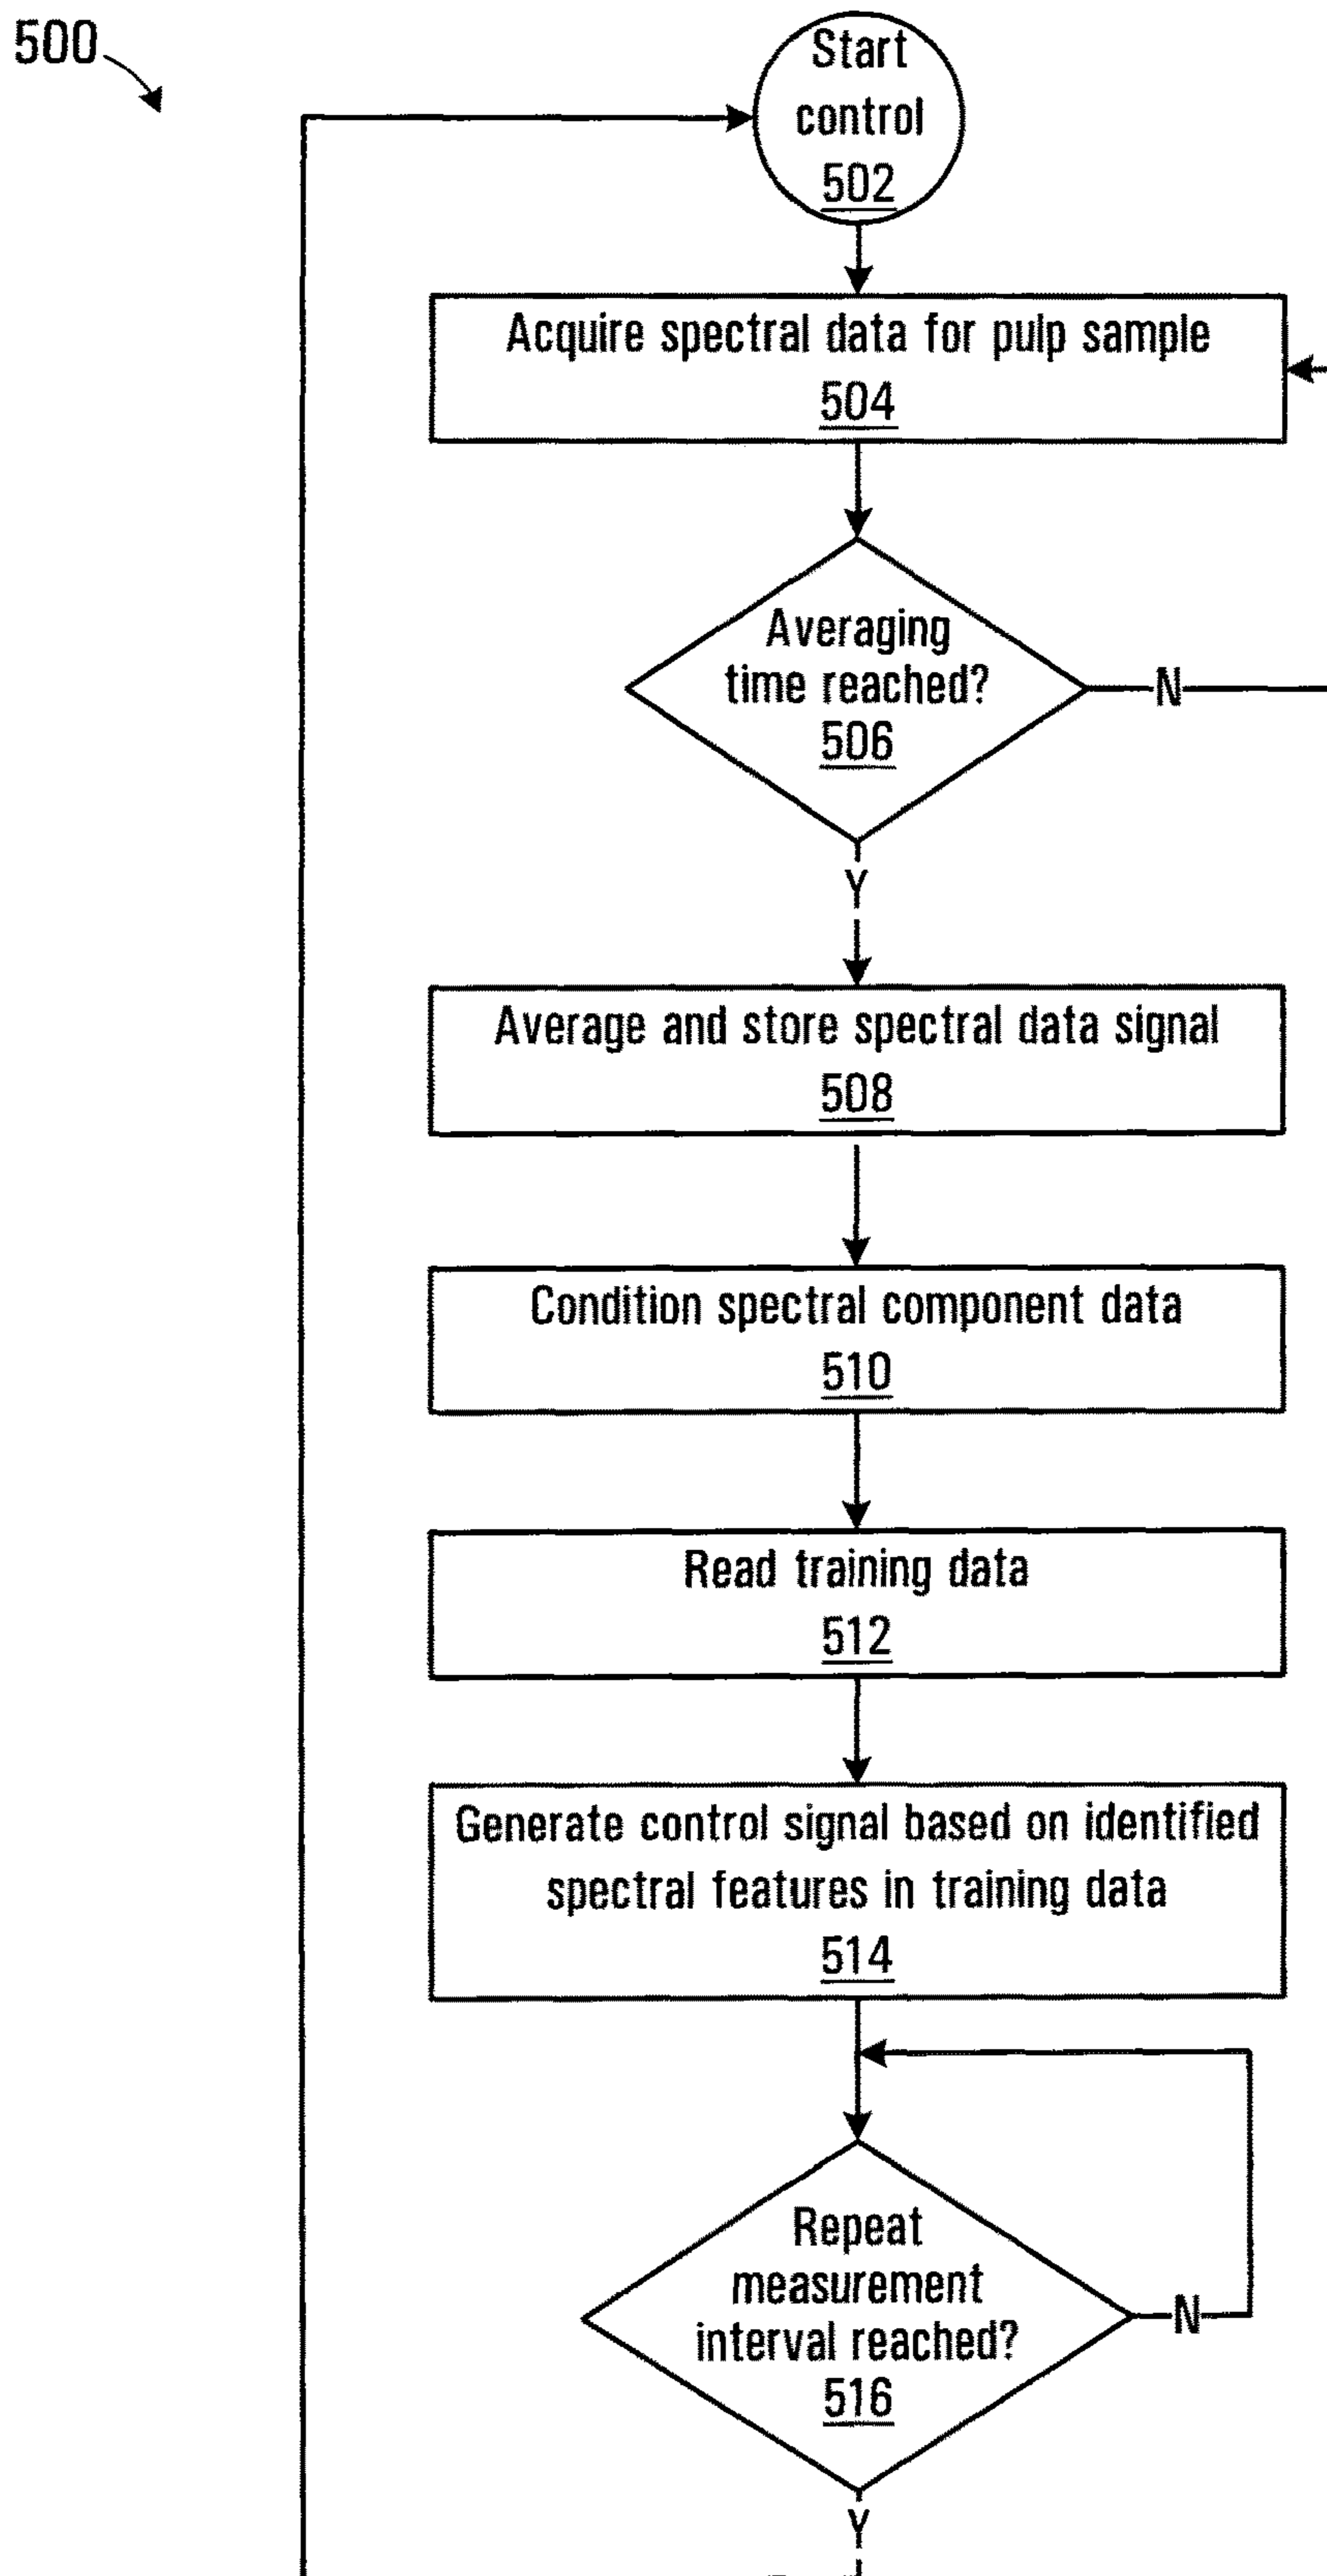 500
Start
control
502
Acquire spectral data for pulp sample
504
Averaging
time reached?
506
N
Y
Average and store spectral data signal
508
Condition spectral component data
510
Read training data
512
Generate control signal based on identified
spectral features in training data
514
Repeat
measurement
interval reached?
516
N
Y